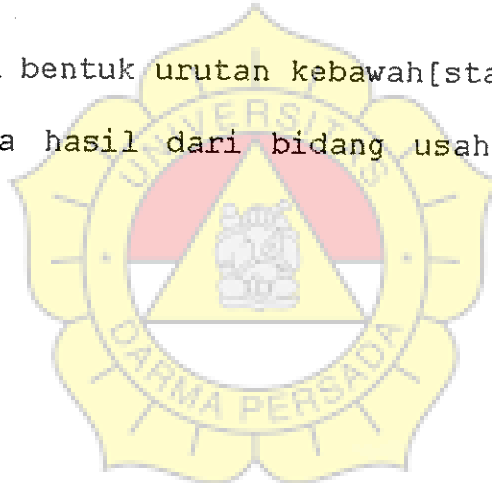 bentuk urutan kebawah[sta
a hasil dari bidang usah
UNIVERSITAS
DARMA PERSADA